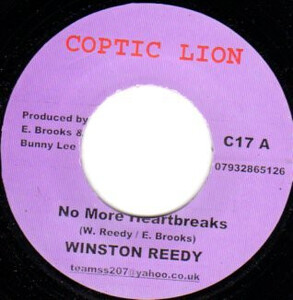 COPTIC LION
Produced by
E. Brooks &
Bunny Lee
C17 A
07932865126
No More Heartbreaks
(W. Reedy / E. Brooks)
WINSTON REEDY
teamss207@yahoo.co.uk